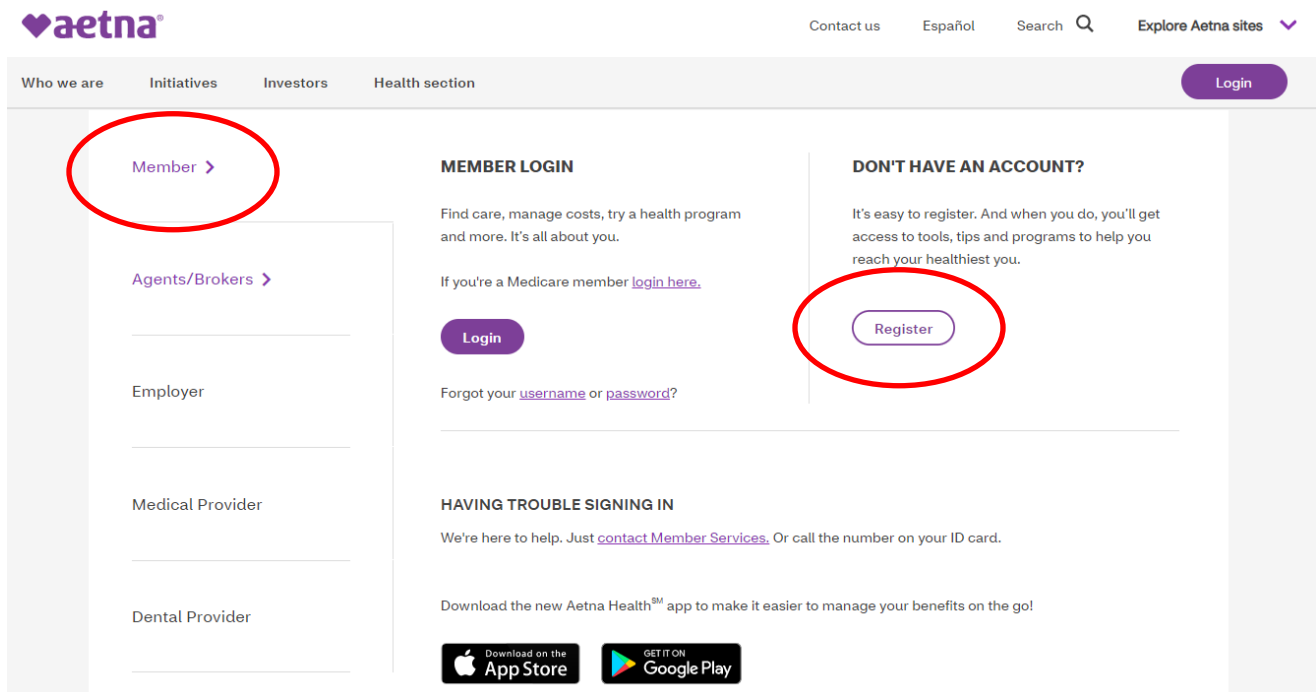 aetna®
Contact us Español Search Explore Aetna sites
Who we are Initiatives Investors Health section Login
Member
Agents/Brokers
Employer
Medical Provider
Dental Provider
MEMBER LOGIN
Find care, manage costs, try a health program
and more. It's all about you.
If you're a Medicare member login here.
Login
Forgot your username or password?
DON'T HAVE AN ACCOUNT?
It's easy to register. And when you do, you'll get
access to tools, tips and programs to help you
reach your healthiest you.
Register
HAVING TROUBLE SIGNING IN
We're here to help. Just contact Member Services. Or call the number on your ID card.
Download the new Aetna Health℠ app to make it easier to manage your benefits on the go!
Download on the
App Store
GET IT ON
Google Play